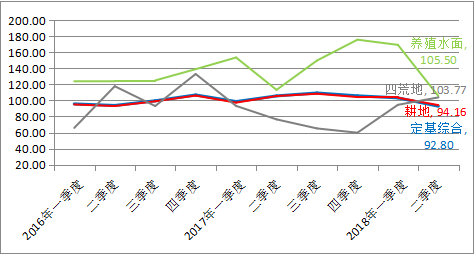 200.00
180.00
160.00
140.00
120.00
100.00
80.00
60.00
40.00
20.00
养殖水面,
105.50
四荒地, 103.77
耕地, 94.16
定基综合,
92.80
2016年一季度
二季度
三季度
四季度
2017年一季度
二季度
三季度
四季度
2018年一季度
二季度